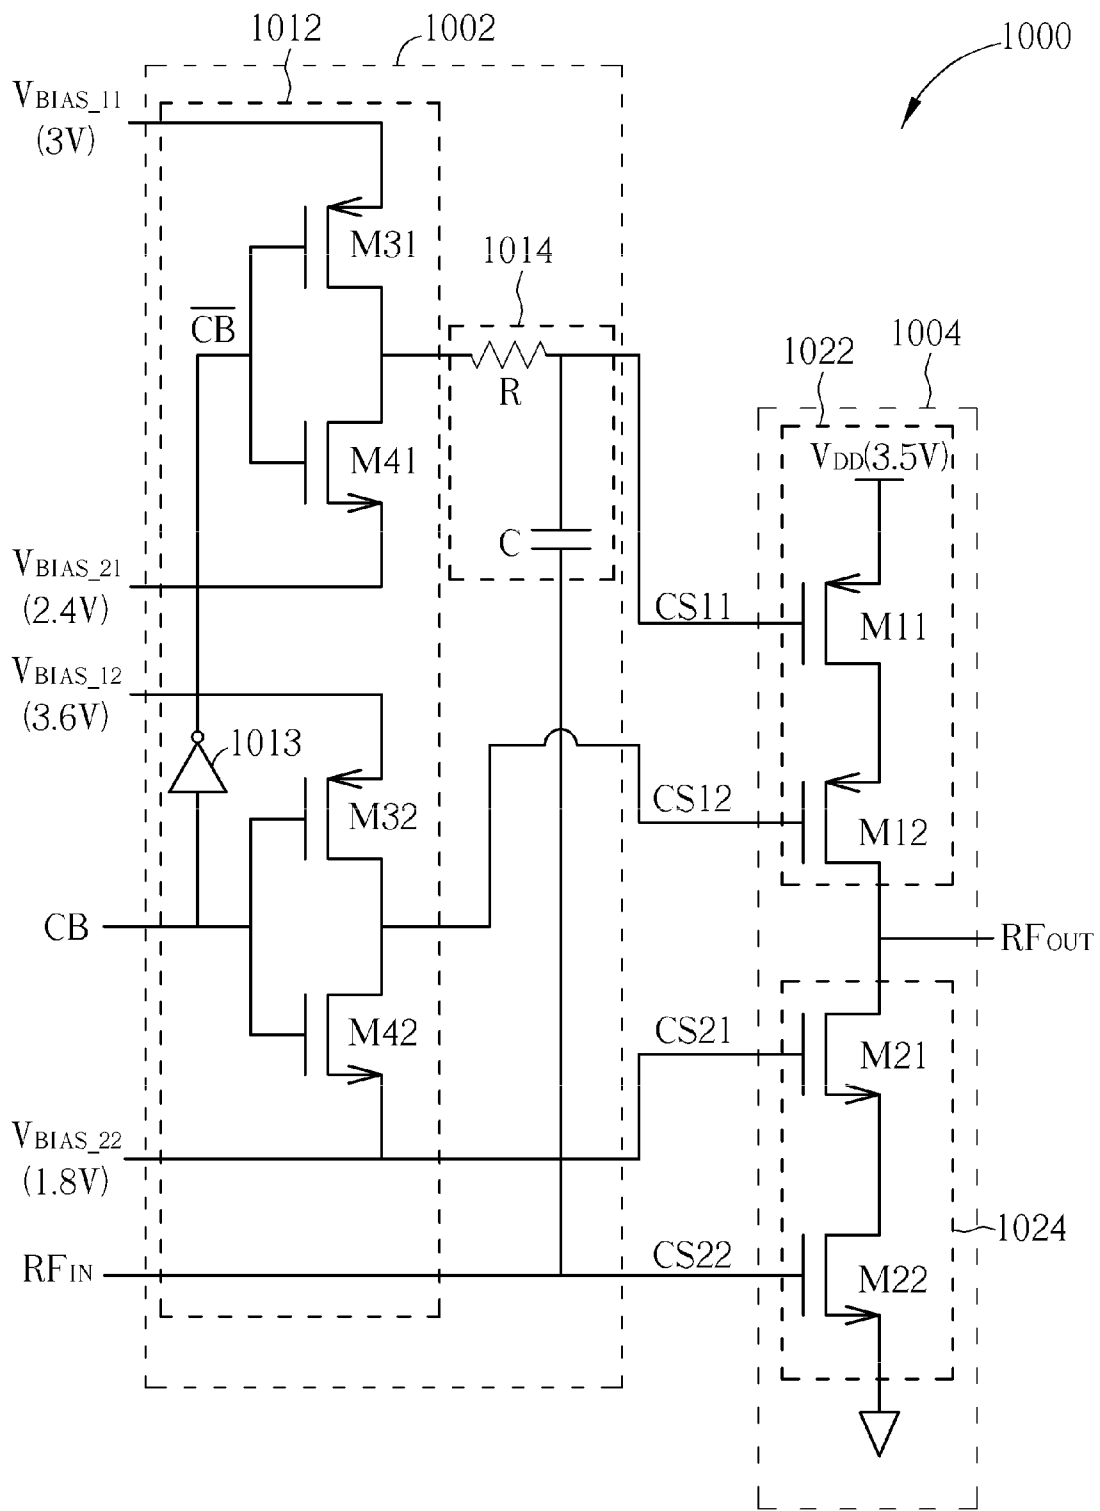 1012
1002
1000
VBIAS_11
(3V)
M31
1014
CB
R
1004
1022
M41
VDD(3.5V)
C
VBIAS_21
(2.4V)
CS11
M11
VBIAS_12
(3.6V)
1013
CS12
M32
M12
CB
RFOUT
M42
CS21
M21
VBIAS_22
(1.8V)
1024
RFIN
CS22
M22